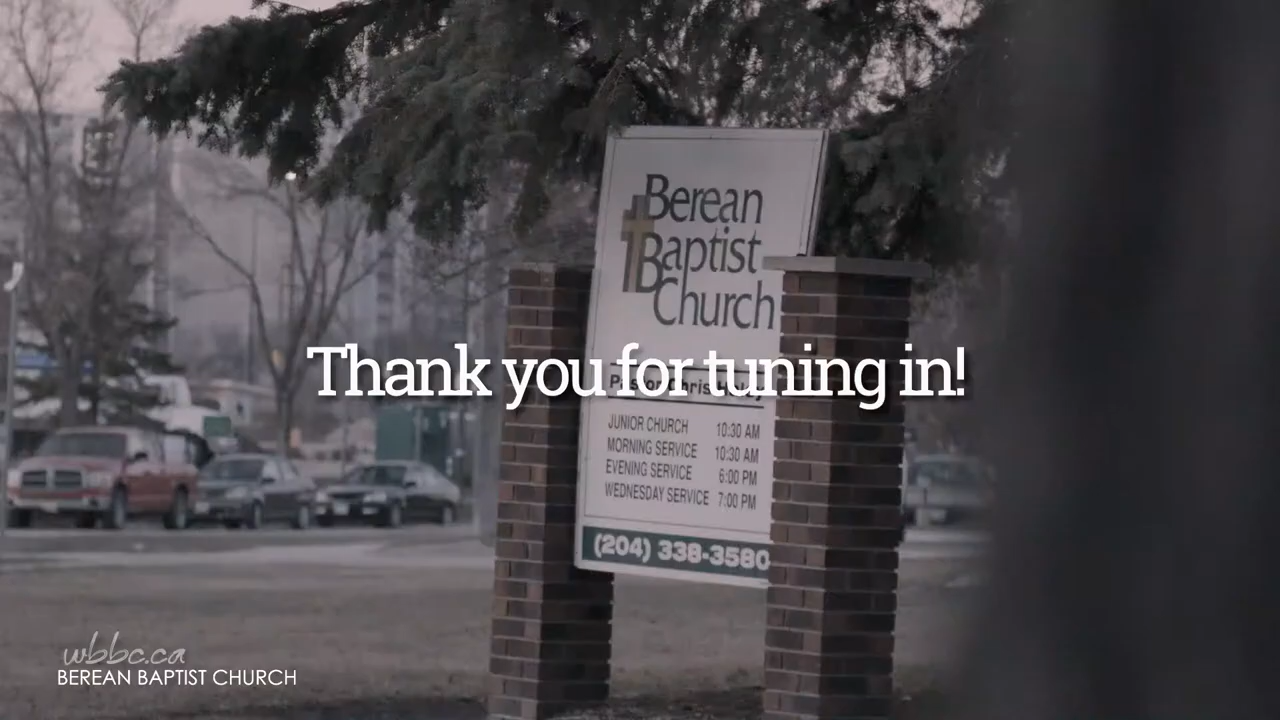 Berean
Baptist
Church
Thank you for tuning in!
JUNIOR CHURCH 10:30 AM
MORNING SERVICE 10:30 AM
EVENING SERVICE 6:00 PM
WEDNESDAY SERVICE 7:00 PM
(204) 338-3580
wbbc.ca
BEREAN BAPTIST CHURCH